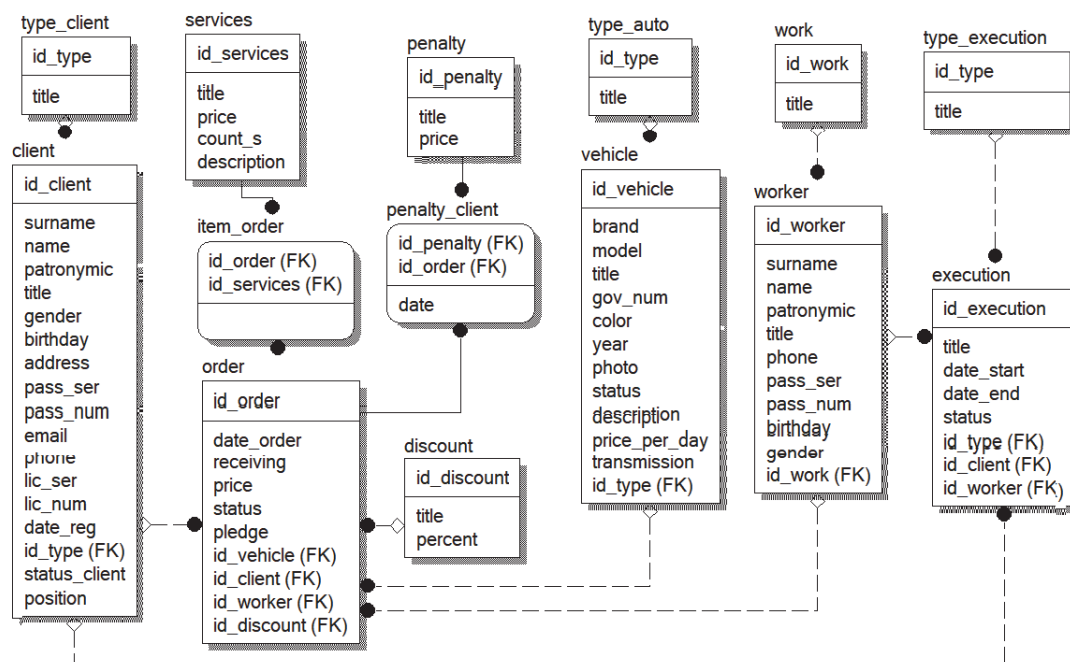 type_client
id_type
title
services
id_services
title
price
count_s
description
penalty
id_penalty
title
price
type_auto
id_type
title
work
id_work
title
type_execution
id_type
title
client
id_client
surname
name
patronymic
title
gender
birthday
address
pass_ser
pass_num
email
phone
lic_ser
lic_num
date_reg
id_type (FK)
status_client
position
item_order
id_order (FK)
id_services (FK)
penalty_client
id_penalty (FK)
id_order (FK)
date
order
id_order
date_order
receiving
price
status
pledge
id_vehicle (FK)
id_client (FK)
id_worker (FK)
id_discount (FK)
discount
id_discount
title
percent
vehicle
id_vehicle
brand
model
title
gov_num
color
year
photo
status
description
price_per_day
transmission
id_type (FK)
worker
id_worker
surname
name
patronymic
title
phone
pass_ser
pass_num
birthday
gender
id_work (FK)
execution
id_execution
title
date_start
date_end
status
id_type (FK)
id_client (FK)
id_worker (FK)